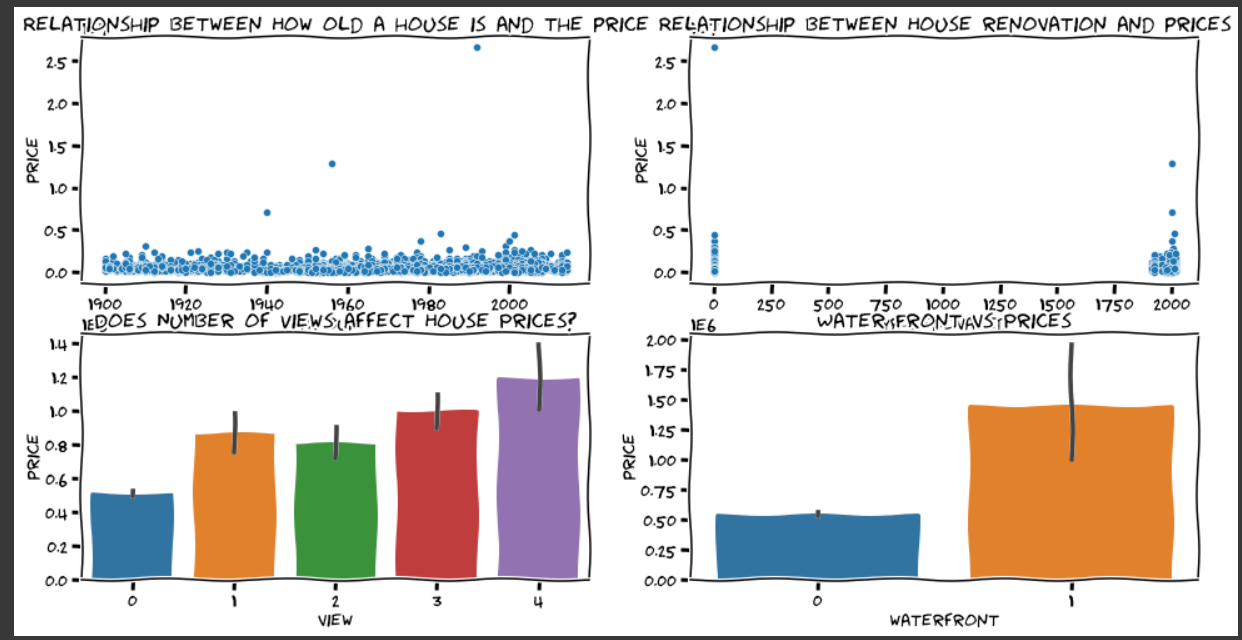 RELATIONSHIP BETWEEN HOW OLD A HOUSE IS AND THE PRICE
2.5
2.0
1.5
1.0
0.5
0.0
PRICE
1900 1920 1940 1960 1980 2000
RELATIONSHIP BETWEEN HOUSE RENOVATION AND PRICES
2.5
2.0
1.5
1.0
0.5
0.0
PRICE
0 250 500 750 1000 1250 1500 1750 2000
DOES NUMBER OF VIEWS AFFECT HOUSE PRICES?
1.4
1.2
1.0
0.8
0.6
0.4
0.2
0.0
PRICE
0 1 2 3 4
VIEW
1E6
WATER FRONT VS PRICES
2.00
1.75
1.50
1.25
1.00
0.75
0.50
0.25
0.00
PRICE
0 1
WATERFRONT